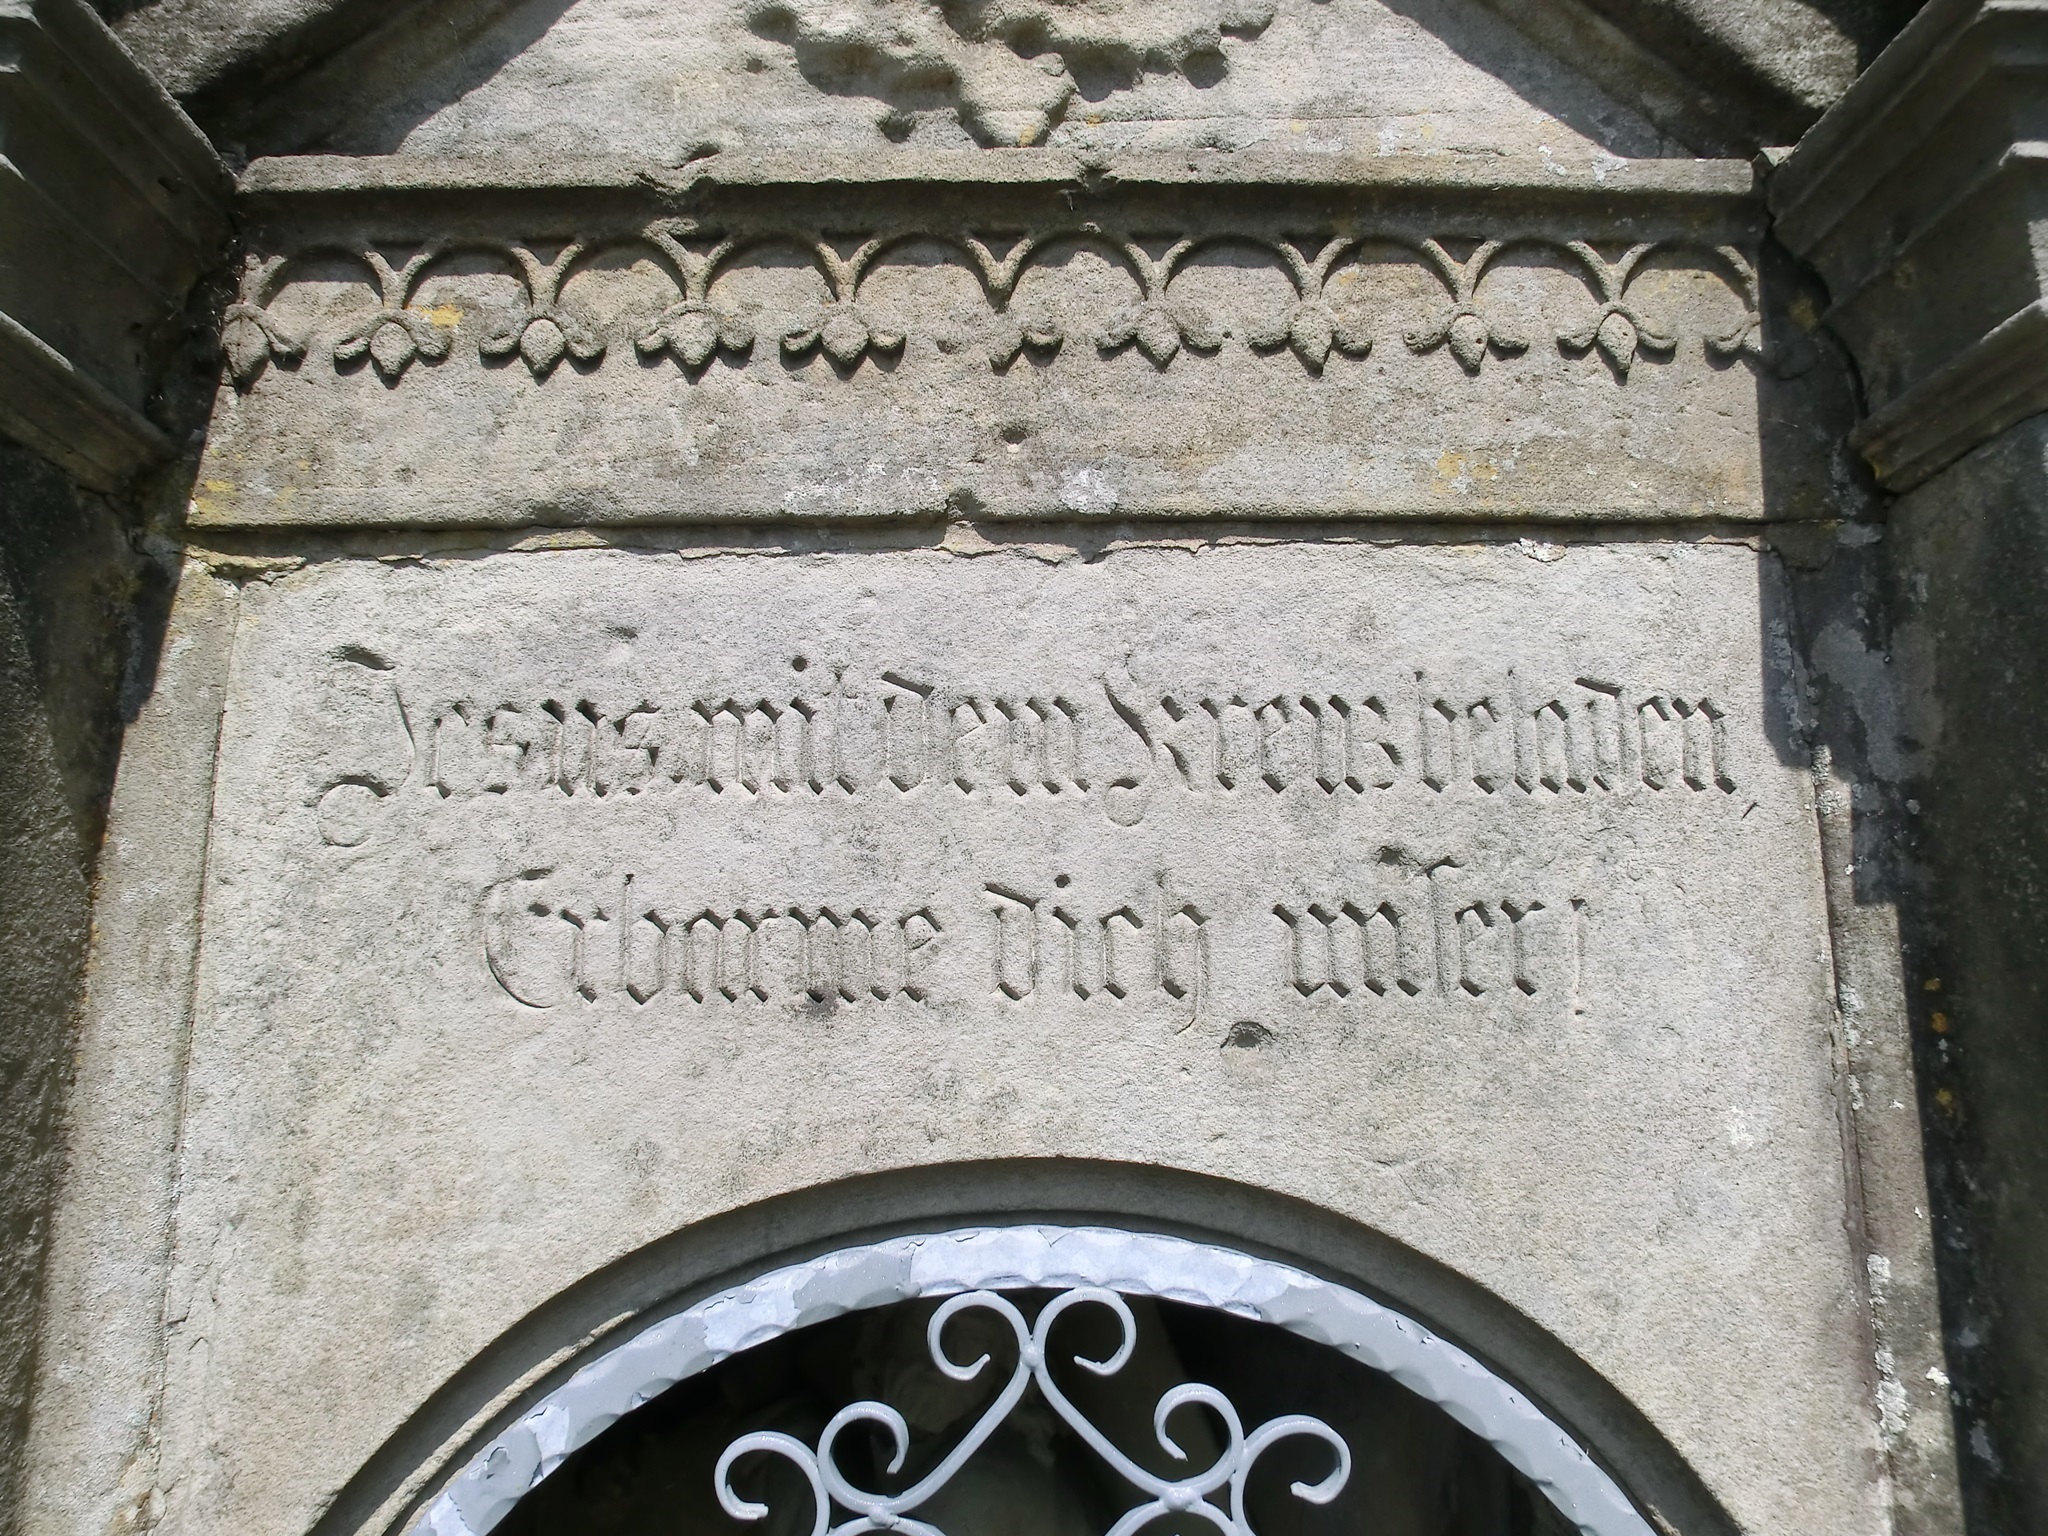 Jesus mit dem Kreuz beladen,
Erbarme dich unser!